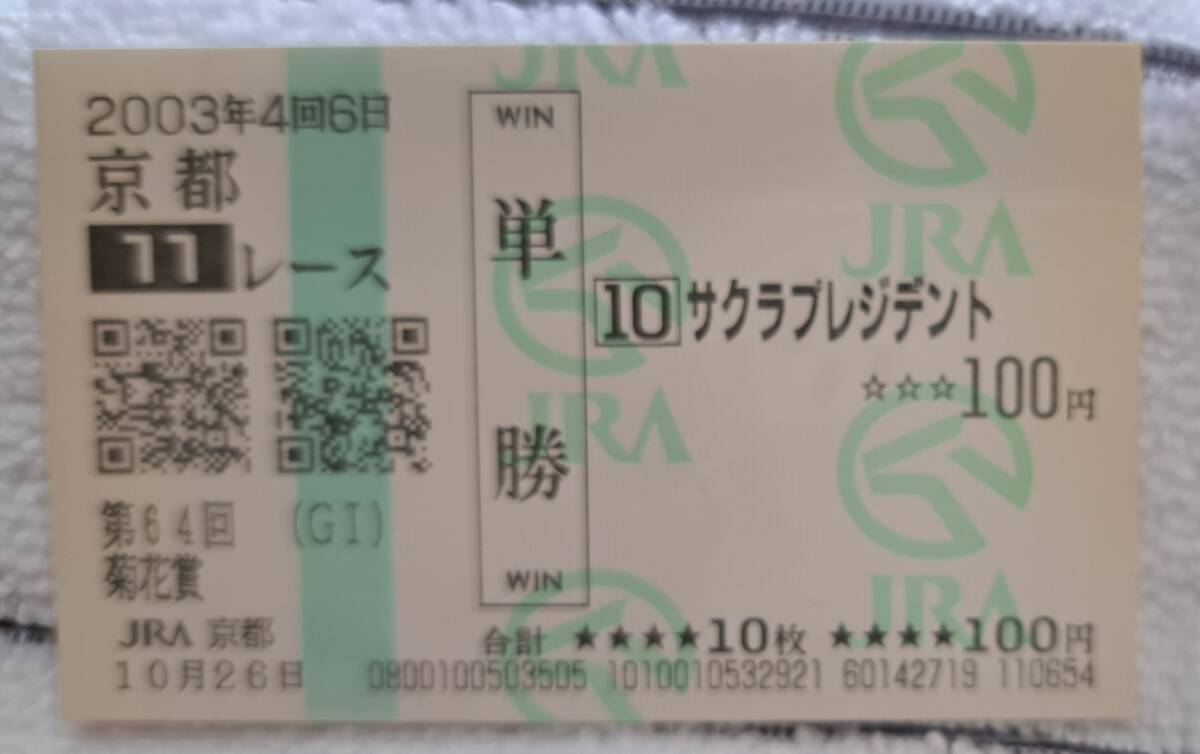 2003年4回6日
京都
11レース
第64回 (GI)
菊花賞
JRA 京都
10月26日
WIN
単勝
WIN
10 サクラプレジデント
☆☆☆100円
合計 ★★★★10枚 ★★★★100円
0800100503505 1010010532921 60142719 110654
JRA
JRA
JRA
JRA